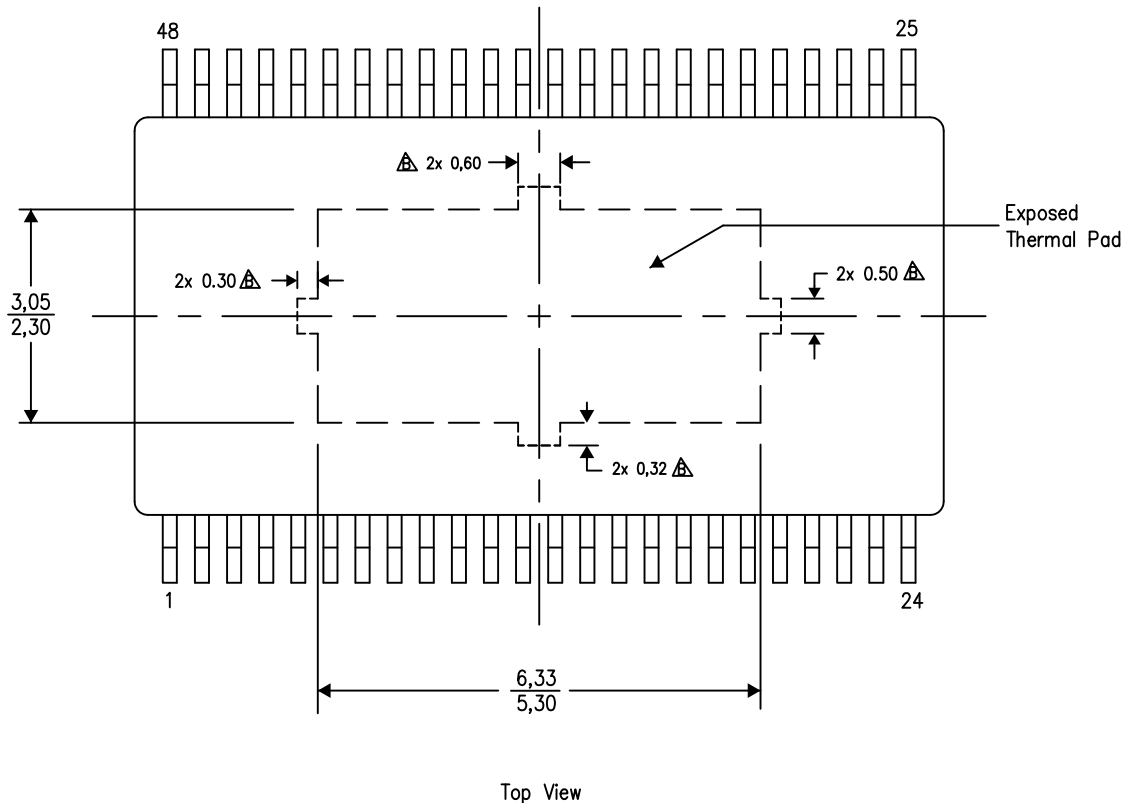 48
25
B 2x 0,60
Exposed
Thermal Pad
2x 0.30 B
2x 0.50 B
3,05
2,30
2x 0,32 B
1
24
6,33
5,30
Top View